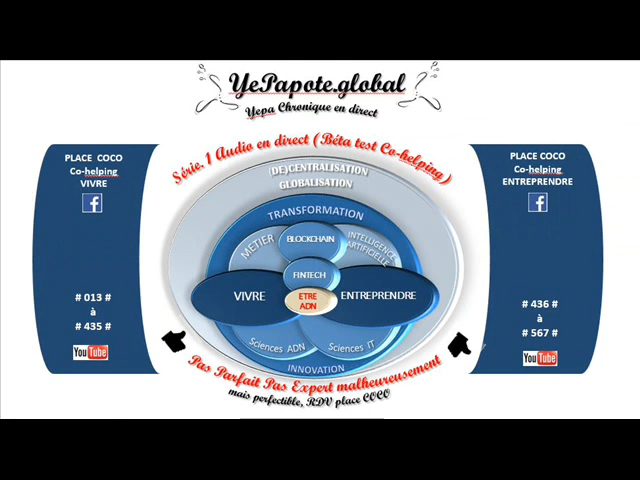 YePapote.global
Yepa Chronique en direct
Série, 1 Audio en direct (Béta test Co-helping)
PLACE COCO
Co-helping
VIVRE
# 013 #
à
# 435 #
YouTube
(DE)CENTRALISATION
GLOBALISATION
TRANSFORMATION
METIER
BLOCKCHAIN
INTELLIGENCE
ARTIFICIELLE
FINTECH
VIVRE
ETRE
ADN
ENTREPRENDRE
Sciences ADN
Sciences IT
INNOVATION
PLACE COCO
Co-helping
ENTREPRENDRE
# 436 #
à
# 567 #
YouTube
Pas Parfait Pas Expert malheureusement
mais perfectible, RDV place COCO